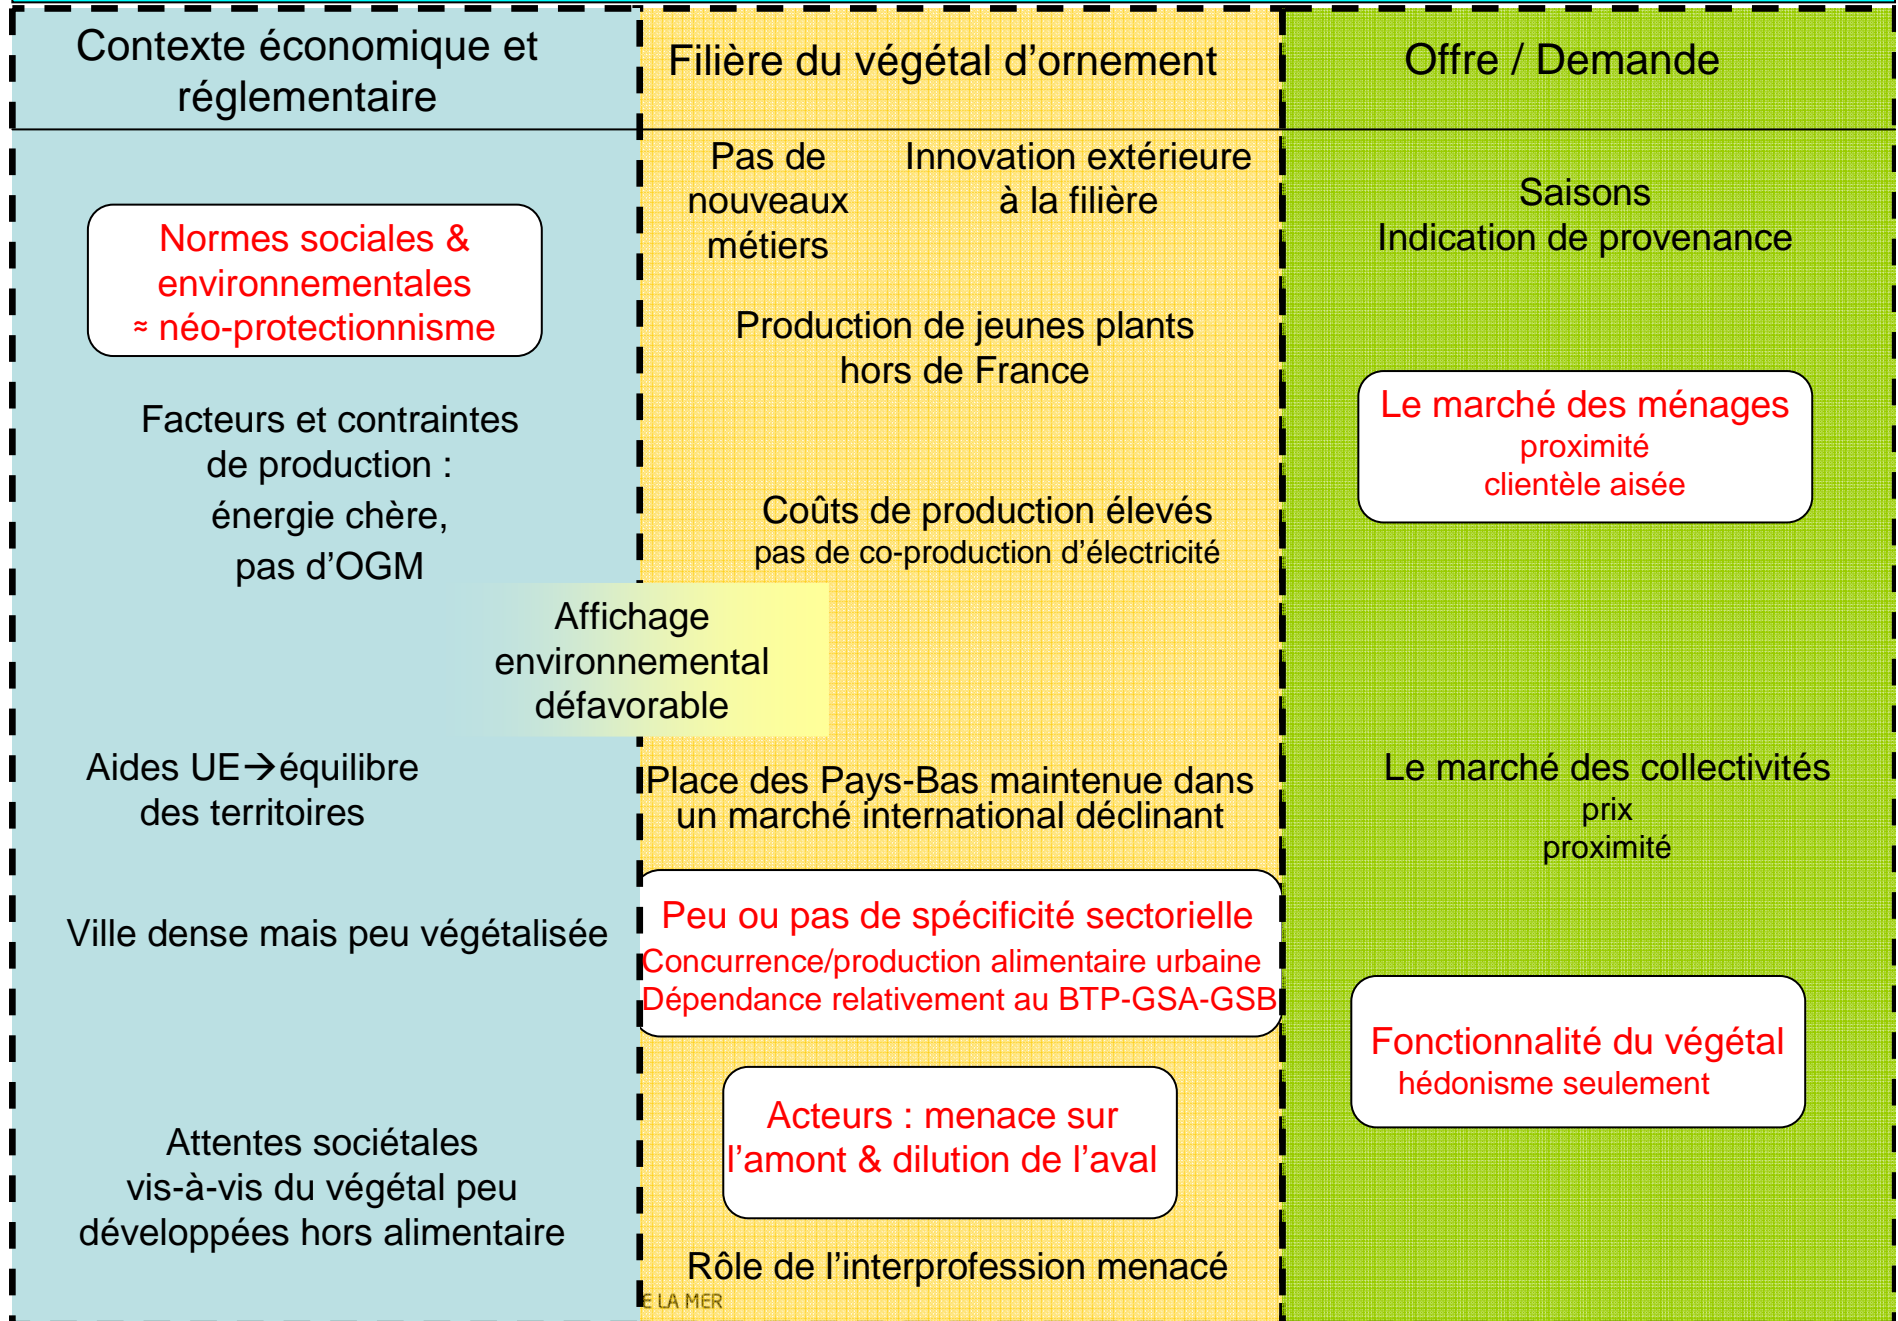 Contexte économique et
réglementaire
Normes sociales &
environnementales
≈ néo-protectionnisme
Facteurs et contraintes
de production :
énergie chère,
pas d'OGM
Affichage
environnemental
défavorable
Aides UE→équilibre
des territoires
Ville dense mais peu végétalisée
Attentes sociétales
vis-à-vis du végétal peu
développées hors alimentaire
Filière du végétal d'ornement
Pas de
nouveaux
métiers
Innovation extérieure
à la filière
Production de jeunes plants
hors de France
Coûts de production élevés
pas de co-production d'électricité
Place des Pays-Bas maintenue dans
un marché international déclinant
Peu ou pas de spécificité sectorielle
Concurrence/production alimentaire urbaine
Dépendance relativement au BTP-GSA-GSB
Acteurs : menace sur
l'amont & dilution de l'aval
Rôle de l'interprofession menacé
E LA MER
Offre / Demande
Saisons
Indication de provenance
Le marché des ménages
proximité
clientèle aisée
Le marché des collectivités
prix
proximité
Fonctionnalité du végétal
hédonisme seulement